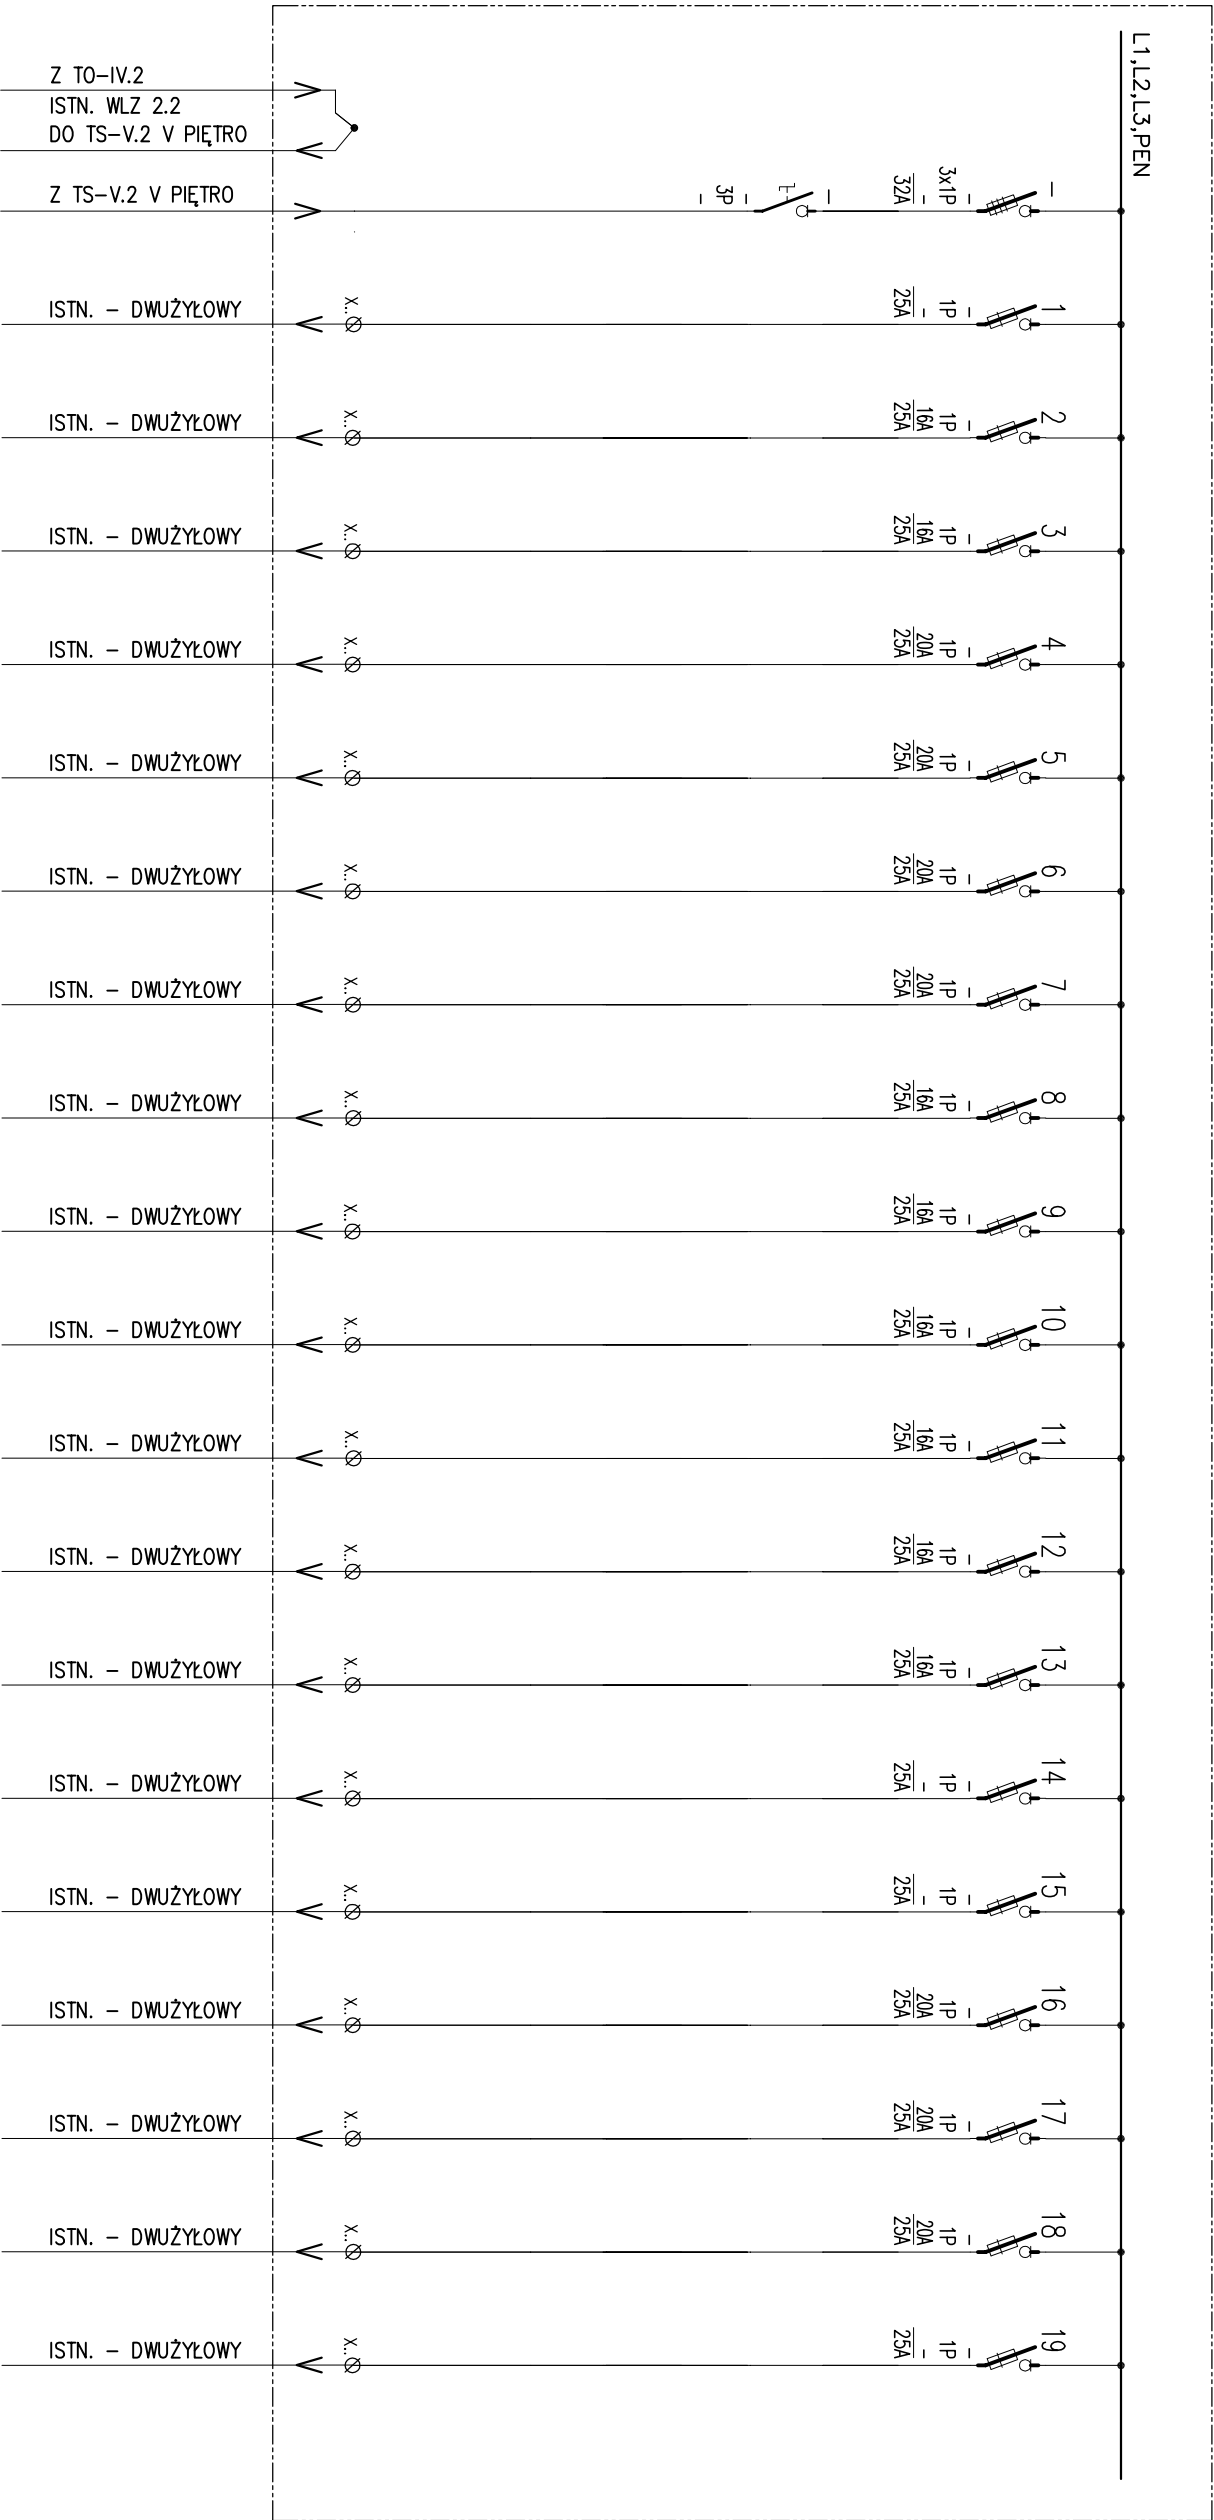 L1,L2,L3,PEN
Z TO-IV.2
ISTN. WLZ 2.2
DO TS-V.2 V PIĘTRO
Z TS-V.2 V PIĘTRO
-
3P
-
-
-
32A
-
3x1P
-
-
ISTN. - DWUŻYŁOWY
X...
25A
-
1P
-
1
ISTN. - DWUŻYŁOWY
X...
16A
25A
1P
-
2
ISTN. - DWUŻYŁOWY
X...
16A
25A
1P
-
3
ISTN. - DWUŻYŁOWY
X...
20A
25A
1P
-
4
ISTN. - DWUŻYŁOWY
X...
20A
25A
1P
-
5
ISTN. - DWUŻYŁOWY
X...
20A
25A
1P
-
6
ISTN. - DWUŻYŁOWY
X...
20A
25A
1P
-
7
ISTN. - DWUŻYŁOWY
X...
16A
25A
1P
-
8
ISTN. - DWUŻYŁOWY
X...
16A
25A
1P
-
9
ISTN. - DWUŻYŁOWY
X...
16A
25A
1P
-
10
ISTN. - DWUŻYŁOWY
X...
16A
25A
1P
-
11
ISTN. - DWUŻYŁOWY
X...
16A
25A
1P
-
12
ISTN. - DWUŻYŁOWY
X...
16A
25A
1P
-
13
ISTN. - DWUŻYŁOWY
X...
25A
-
1P
-
14
ISTN. - DWUŻYŁOWY
X...
25A
-
1P
-
15
ISTN. - DWUŻYŁOWY
X...
20A
25A
1P
-
16
ISTN. - DWUŻYŁOWY
X...
20A
25A
1P
-
17
ISTN. - DWUŻYŁOWY
X...
20A
25A
1P
-
18
ISTN. - DWUŻYŁOWY
X...
25A
-
1P
-
19